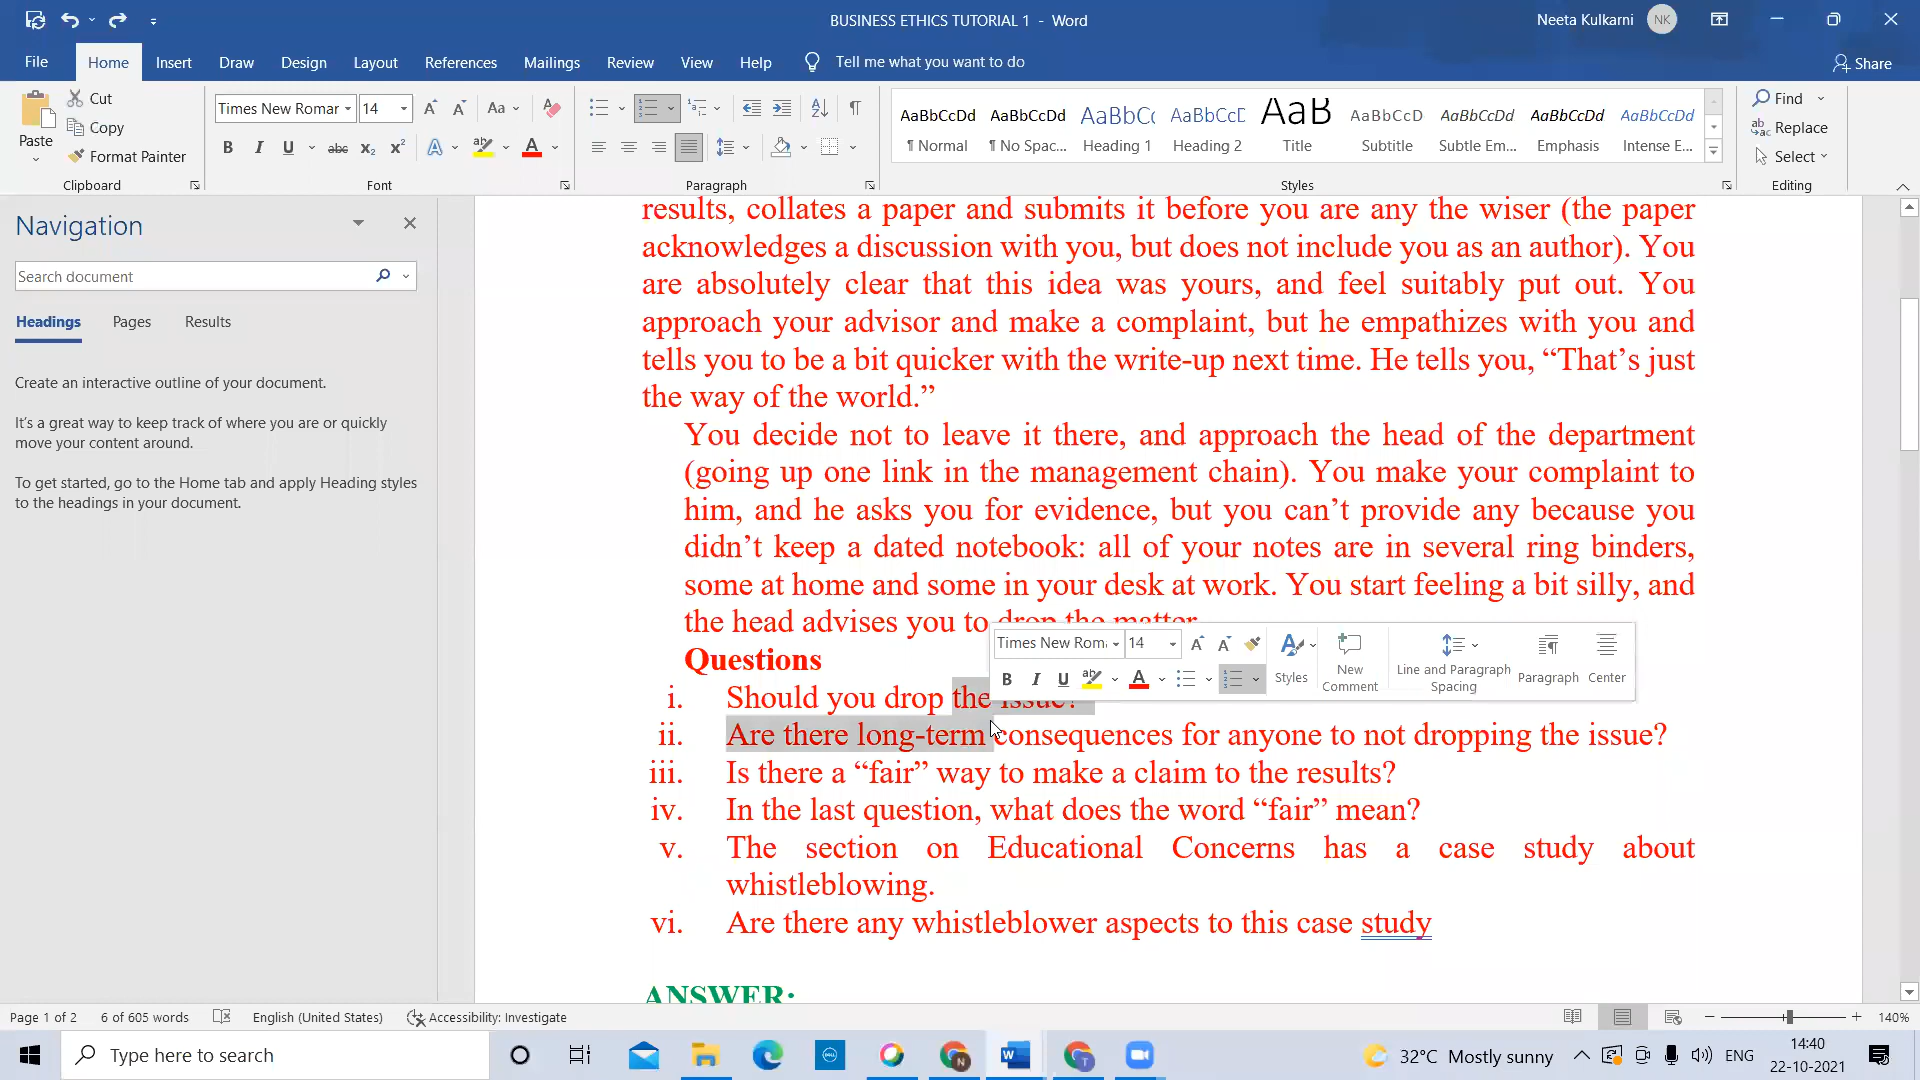 BUSINESS ETHICS TUTORIAL 1 - Word
Neeta Kulkarni NK
File Home Insert Draw Design Layout References Mailings Review View Help Tell me what you want to do Share
Paste Cut Copy Format Painter Clipboard
Times New Romar 14 Aa
B I U abc x₂ x² A ab A Font
Paragraph
AaBbCcDd AaBbCcDd AaBbCc AaBbCcC AaB AaBbCcD AaBbCcDd AaBbCcDd AaBbCcDd
¶ Normal ¶ No Spac... Heading 1 Heading 2 Title Subtitle Subtle Em... Emphasis Intense E...
Styles
Find Replace Select Editing
Navigation
Search document
Headings Pages Results
Create an interactive outline of your document.
It's a great way to keep track of where you are or quickly
move your content around.
To get started, go to the Home tab and apply Heading styles
to the headings in your document.
results, collates a paper and submits it before you are any the wiser (the paper
acknowledges a discussion with you, but does not include you as an author). You
are absolutely clear that this idea was yours, and feel suitably put out. You
approach your advisor and make a complaint, but he empathizes with you and
tells you to be a bit quicker with the write-up next time. He tells you, “That’s just
the way of the world.”
You decide not to leave it there, and approach the head of the department
(going up one link in the management chain). You make your complaint to
him, and he asks you for evidence, but you can’t provide any because you
didn’t keep a dated notebook: all of your notes are in several ring binders,
some at home and some in your desk at work. You start feeling a bit silly, and
the head advises you to drop the matter.
Questions
i. Should you drop the issue?
ii. Are there long-term consequences for anyone to not dropping the issue?
iii. Is there a “fair” way to make a claim to the results?
iv. In the last question, what does the word “fair” mean?
v. The section on Educational Concerns has a case study about
whistleblowing.
vi. Are there any whistleblower aspects to this case study
ANSWER:
Times New Roma 14
B I U ab A
Styles New Comment Line and Paragraph Spacing Paragraph Center
Page 1 of 2 6 of 605 words English (United States) Accessibility: Investigate 140%
Type here to search
DELL N W T
32°C Mostly sunny ENG 14:40
22-10-2021